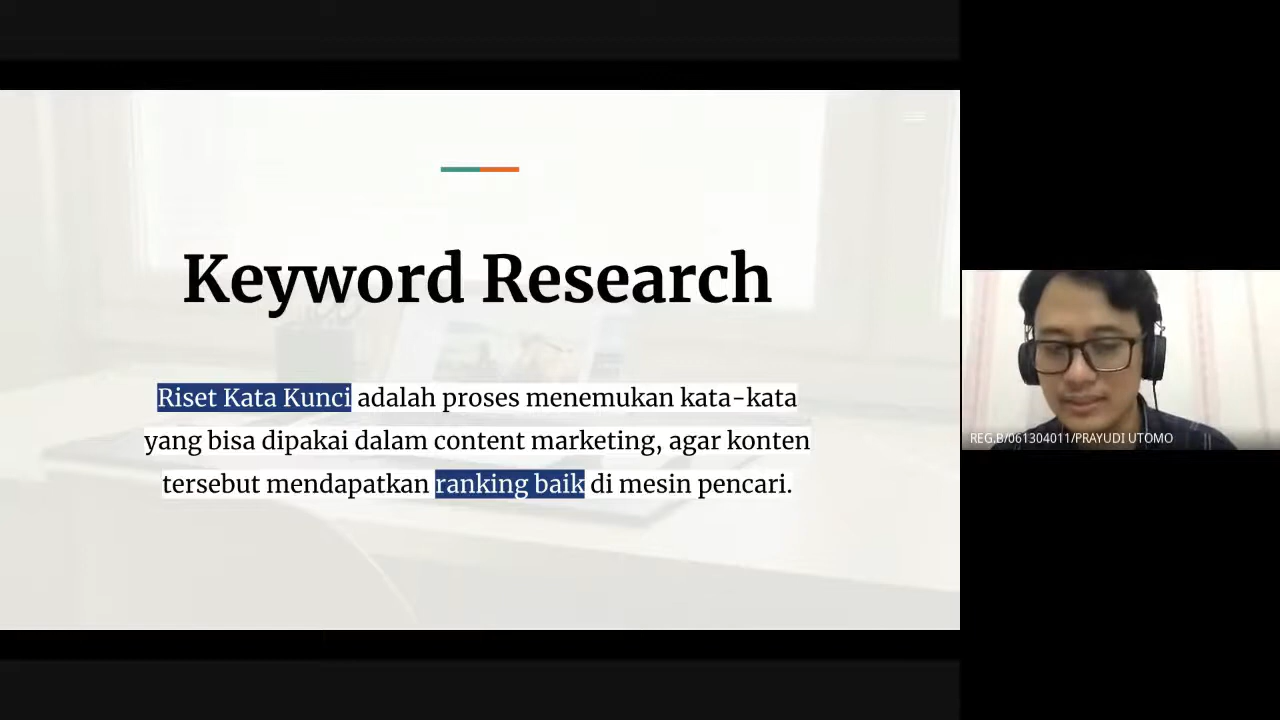 Keyword Research
Riset Kata Kunci adalah proses menemukan kata-kata
yang bisa dipakai dalam content marketing, agar konten
tersebut mendapatkan ranking baik di mesin pencari.
REG.B/061304011/PRAYUDI UTOMO